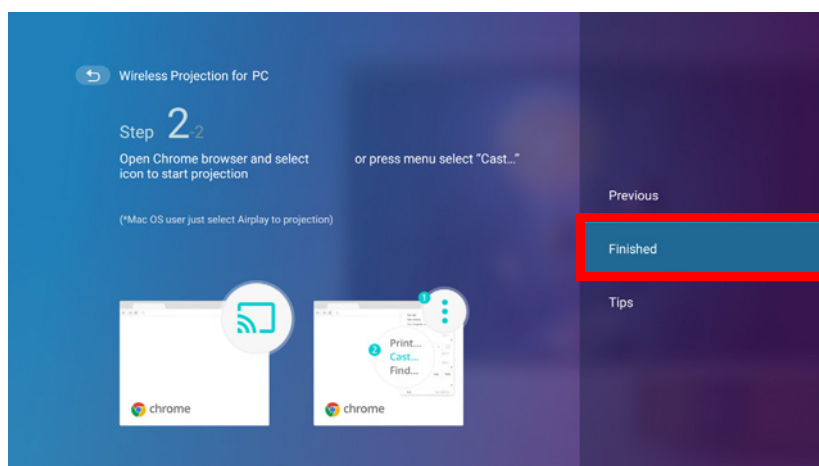 Wireless Projection for PC
Step 2-2
Open Chrome browser and select
icon to start projection
or press menu select "Cast..."
(*Mac OS user just select Airplay to projection)
Previous
Finished
Tips
1
2
Print...
Cast...
Find...
chrome
chrome